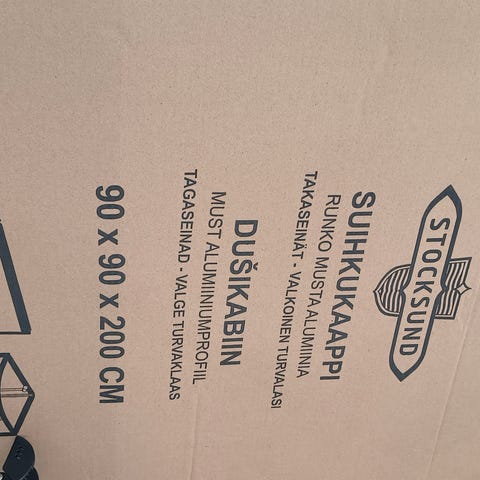 STOCKSUND
SUIHKUKAAPPI
RUNKO MUSTA ALUMIINIA
TAKASEINÄT - VALKOINEN TURVALASI
DUŠIKABIIN
MUST ALUMIINIUMPROFIIL
TAGASEINAD - VALGE TURVAKLAAS
90 x 90 x 200 CM